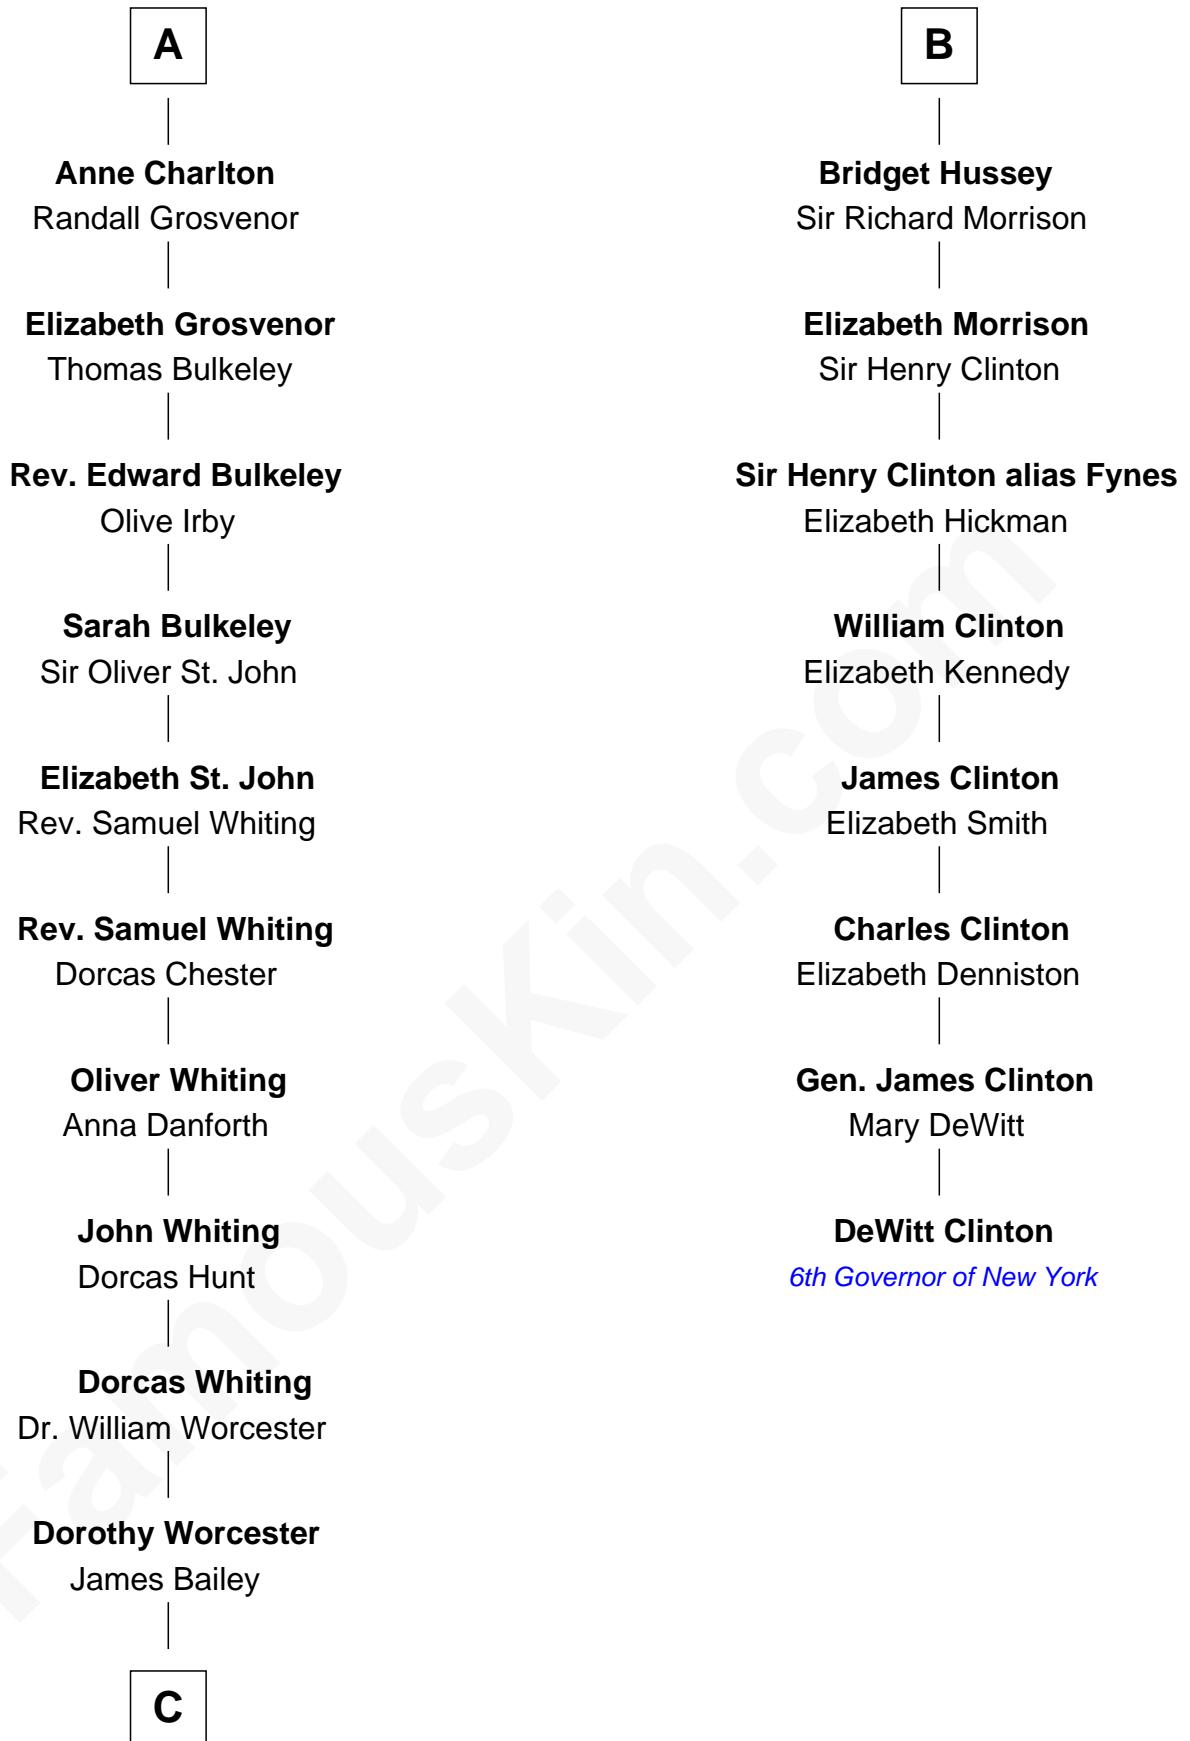 A
Anne Charlton
Randall Grosvenor
Elizabeth Grosvenor
Thomas Bulkeley
Rev. Edward Bulkeley
Olive Irby
Sarah Bulkeley
Sir Oliver St. John
Elizabeth St. John
Rev. Samuel Whiting
Rev. Samuel Whiting
Dorcas Chester
Oliver Whiting
Anna Danforth
John Whiting
Dorcas Hunt
Dorcas Whiting
Dr. William Worcester
Dorothy Worcester
James Bailey
C
B
Bridget Hussey
Sir Richard Morrison
Elizabeth Morrison
Sir Henry Clinton
Sir Henry Clinton alias Fynes
Elizabeth Hickman
William Clinton
Elizabeth Kennedy
James Clinton
Elizabeth Smith
Charles Clinton
Elizabeth Denniston
Gen. James Clinton
Mary DeWitt
DeWitt Clinton
6th Governor of New York
FamousKin.com